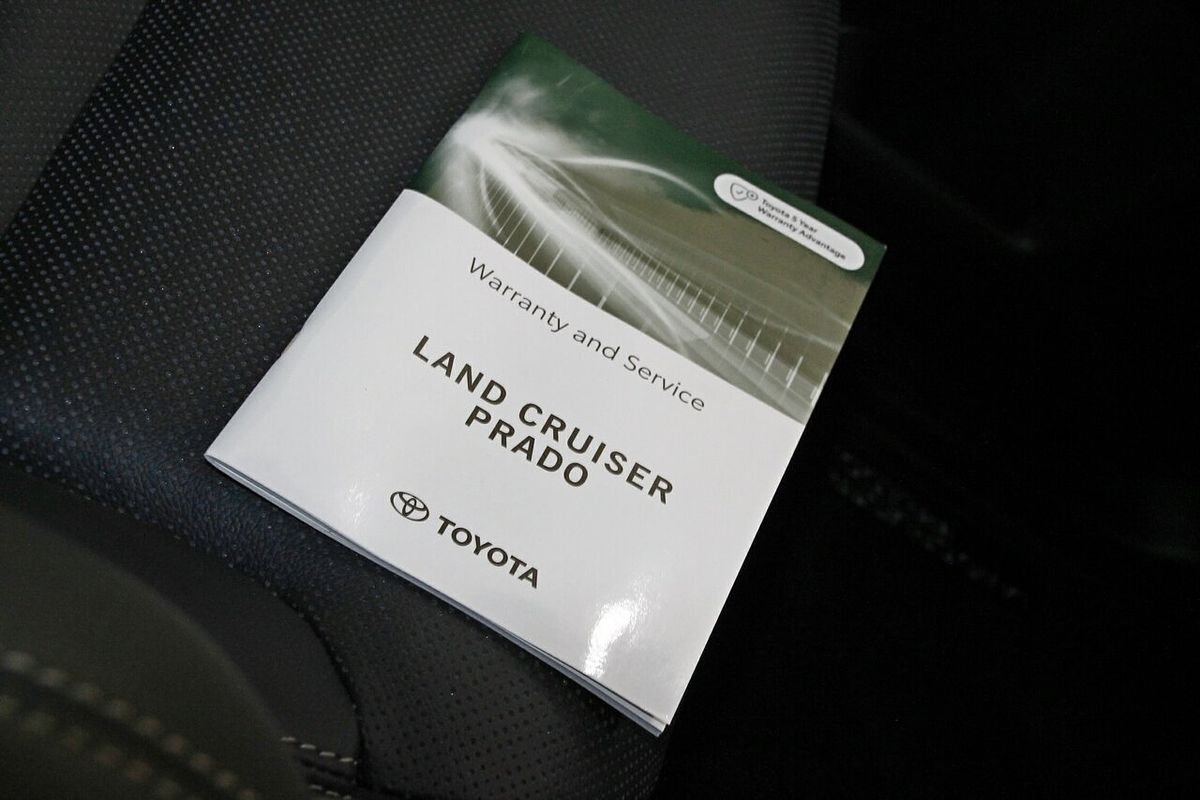 Toyota 5 Year
Warranty Advantage
Warranty and Service
LAND CRUISER
PRADO
TOYOTA